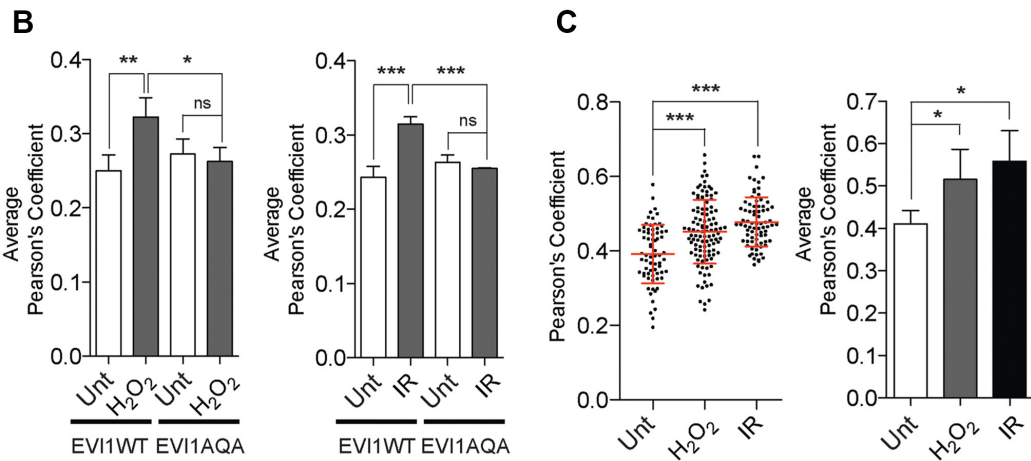 B
Average
Pearson's Coefficient
0.4
0.3
0.2
0.1
0.0
** *
ns
Unt H2O2 Unt H2O2
EVI1WT EVI1AQA
Average
Pearson's Coefficient
0.4
0.3
0.2
0.1
0.0
*** ***
ns
Unt IR Unt IR
EVI1WT EVI1AQA
C
Pearson's Coefficient
0.8
0.6
0.4
0.2
0.0
***
***
Unt H2O2 IR
Average
Pearson's Coefficient
0.7
0.6
0.5
0.4
0.3
0.2
0.1
0.0
*
*
Unt H2O2 IR